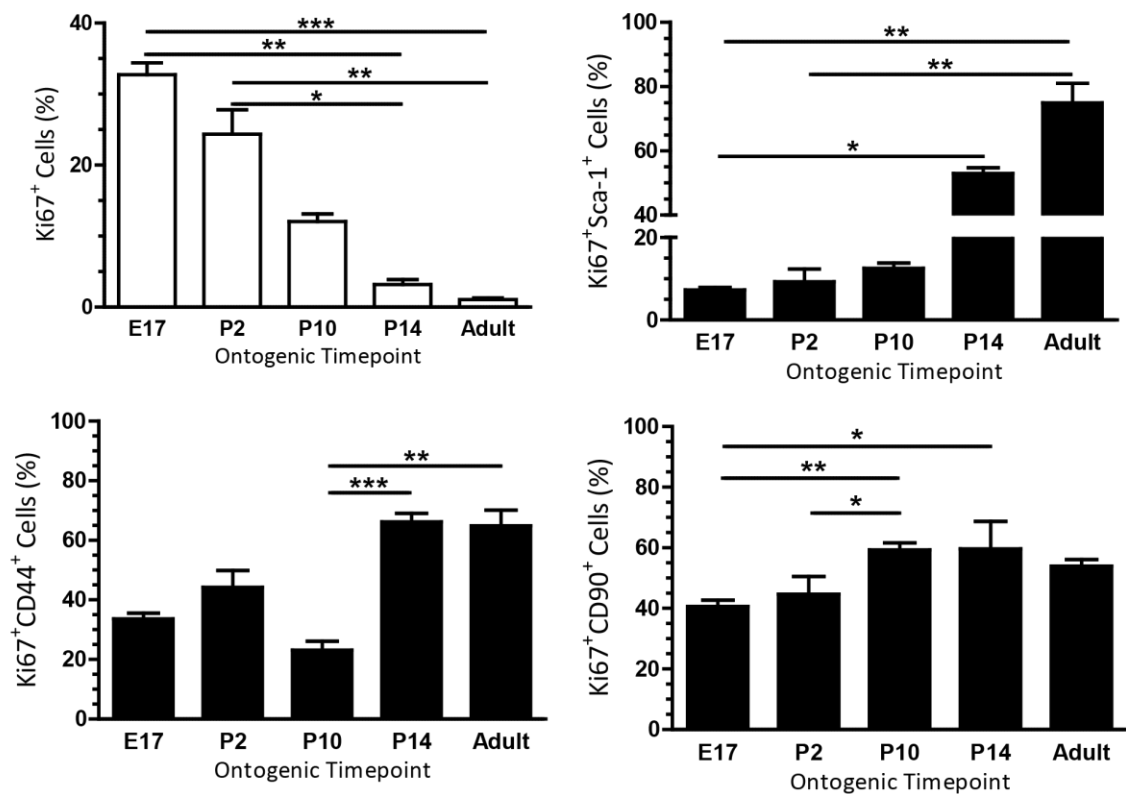 Ki67+ Cells (%)
40
20
0
***
**
**
*
E17 P2 P10 P14 Adult
Ontogenic Timepoint
Ki67+Sca-1+ Cells (%)
100
80
60
40
20
0
**
**
*
E17 P2 P10 P14 Adult
Ontogenic Timepoint
Ki67+CD44+ Cells (%)
100
80
60
40
20
0
**
***
E17 P2 P10 P14 Adult
Ontogenic Timepoint
Ki67+CD90+ Cells (%)
100
80
60
40
20
0
*
**
*
E17 P2 P10 P14 Adult
Ontogenic Timepoint